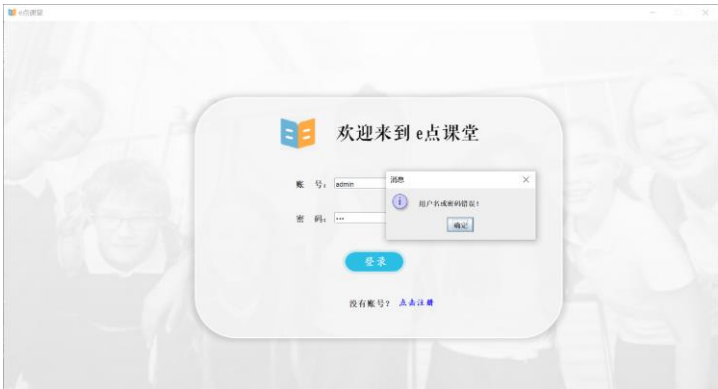 e点课堂
欢迎来到 e点课堂
账 号: admin
消息
用户名或密码错误!
确定
密 码: ***
登录
没有账号? 点击注册